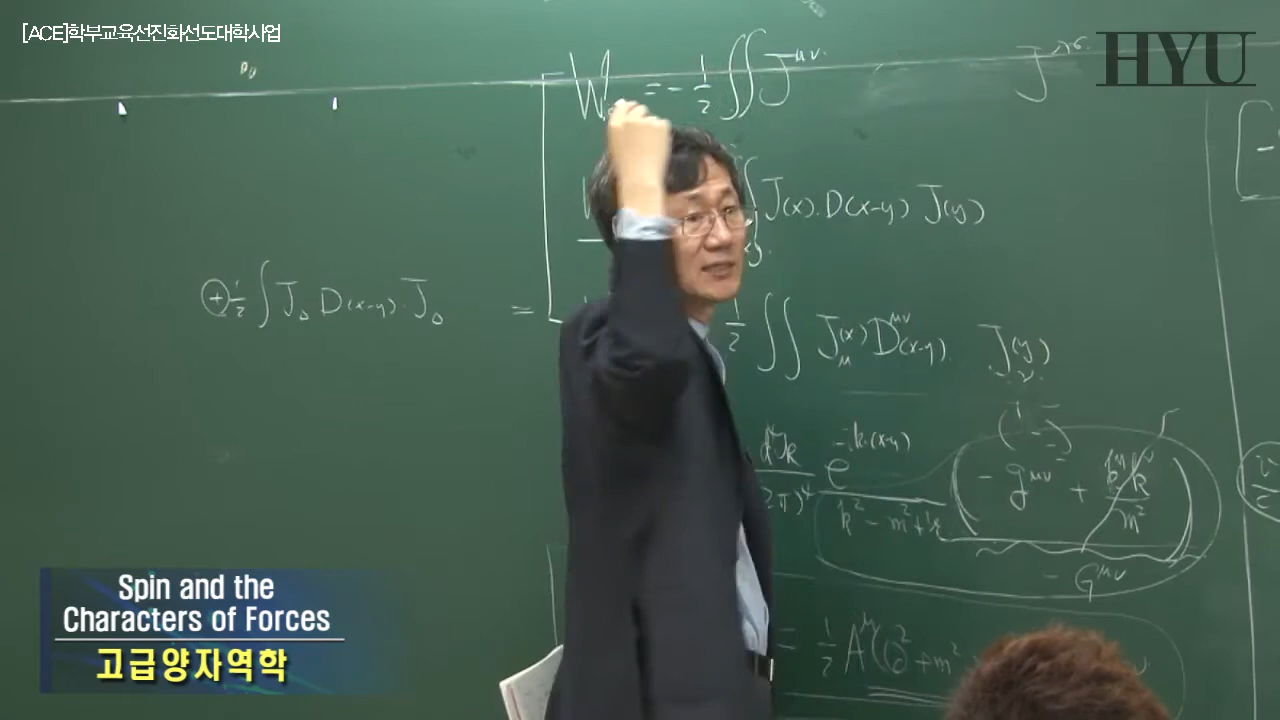 [ACE]학부교육선진화선도대학사업
HYU
W = - 1/2 ∬ J^{μν}
J(x) · D(x-y) J(y)
⊕ 1/2 ∫ J₀ D(x-y) · J₀ =
1/2 ∬ J_μ(x) D^{μν}(x-y) J_ν(y)
d⁴k/(2π)⁴ e^{-ik·(x-y)} / k² - m² + iε ( - g^{μν} + k^μ k^ν / m² )
- G^{μν}
= 1/2 A^μ(∂² + m²
Spin and the
Characters of Forces
고급양자역학